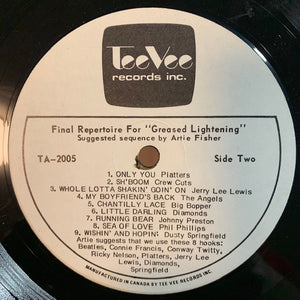 TeeVee
records inc.
Final Repertoire For "Greased Lightening"
Suggested sequence by Artie Fisher
TA-2005 Side Two
1. ONLY YOU Platters
2. SH'BOOM Crew Cuts
3. WHOLE LOTTA SHAKIN' GOIN' ON Jerry Lee Lewis
4. MY BOYFRIEND'S BACK The Angels
5. CHANTILLY LACE Big Bopper
6. LITTLE DARLING Diamonds
7. RUNNING BEAR Johnny Preston
8. SEA OF LOVE Phil Phillips
9. WISHIN' AND HOPIN' Dusty Springfield
Artie suggests that we use these 8 hooks:
Beatles, Connie Francis, Conway Twitty,
Ricky Nelson, Platters, Jerry Lee
Lewis, Diamonds,
Springfield
MANUFACTURED IN CANADA BY TEE VEE RECORDS INC.